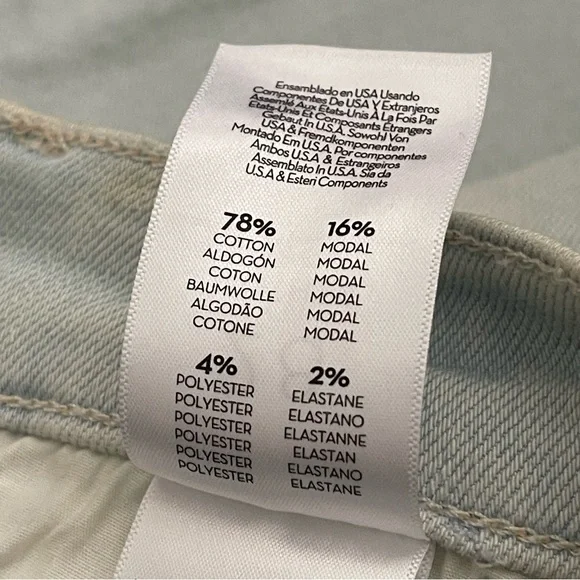 Ensamblado en USA Usando
Componentes De USA Y Extranjeros
Assemlé Aux Etats-Unis À La Fois Par
Etats-Unis Et Composants Étrangers
Gebaut In U.S.A. Sowohl Von
USA & Fremdkomponenten
Montado Em U.S.A. Por componentes
Ambos U.S.A & Estrangeiros
Assemblato In U.S.A. Sia da
U.S.A & Esteri Components
78%
COTTON
ALDOGÓN
COTON
BAUMWOLLE
ALGODÃO
COTONE
16%
MODAL
MODAL
MODAL
MODAL
MODAL
MODAL
4%
POLYESTER
POLYESTER
POLYESTER
POLYESTER
POLYESTER
POLYESTER
2%
ELASTANE
ELASTANO
ELASTANNE
ELASTAN
ELASTANO
ELASTANE